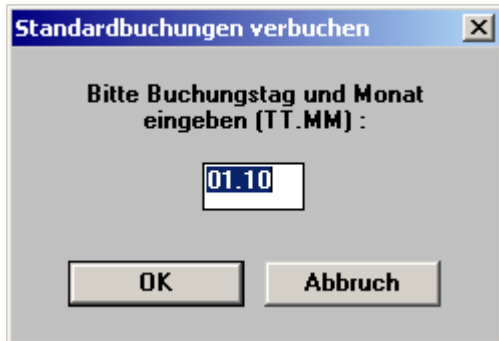 Standardbuchungen verbuchen
Bitte Buchungstag und Monat
eingeben (TT.MM) :
01.10
OK
Abbruch